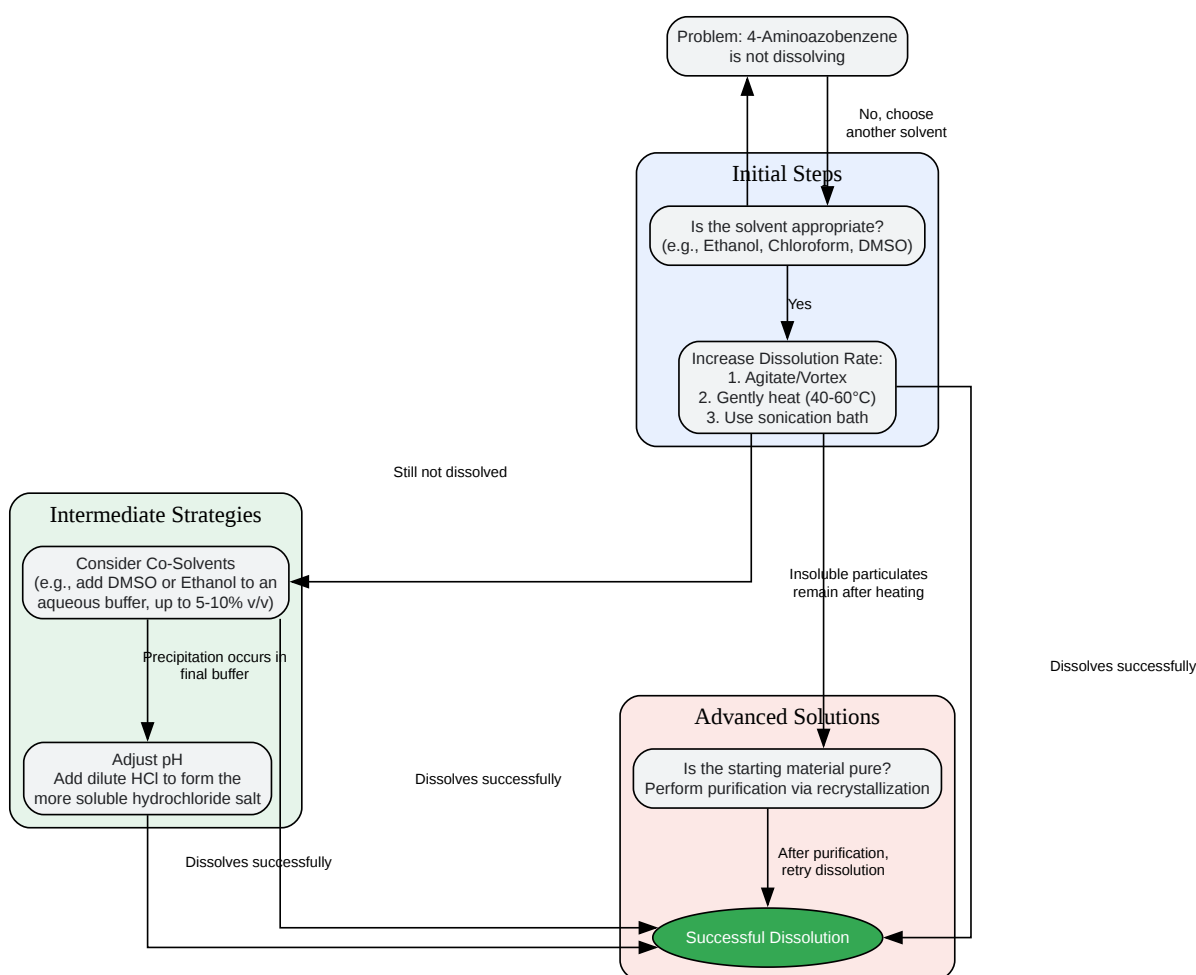 Problem: 4-Aminoazobenzene
is not dissolving
No, choose
another solvent
Initial Steps
Is the solvent appropriate?
(e.g., Ethanol, Chloroform, DMSO)
Yes
Increase Dissolution Rate:
1. Agitate/Vortex
2. Gently heat (40-60°C)
3. Use sonication bath
Still not dissolved
Intermediate Strategies
Consider Co-Solvents
(e.g., add DMSO or Ethanol to an
aqueous buffer, up to 5-10% v/v)
Insoluble particulates
remain after heating
Precipitation occurs in
final buffer
Dissolves successfully
Advanced Solutions
Adjust pH
Add dilute HCl to form the
more soluble hydrochloride salt
Is the starting material pure?
Perform purification via recrystallization
Dissolves successfully
Dissolves successfully
After purification,
retry dissolution
Successful Dissolution